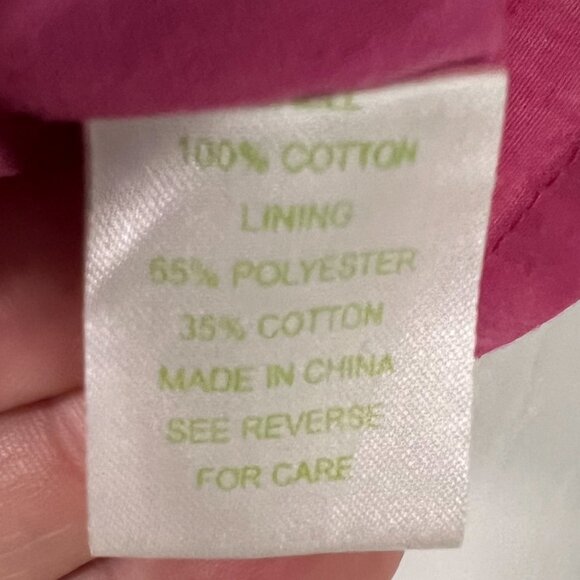 100% COTTON
LINING
65% POLYESTER
35% COTTON
MADE IN CHINA
SEE REVERSE
FOR CARE